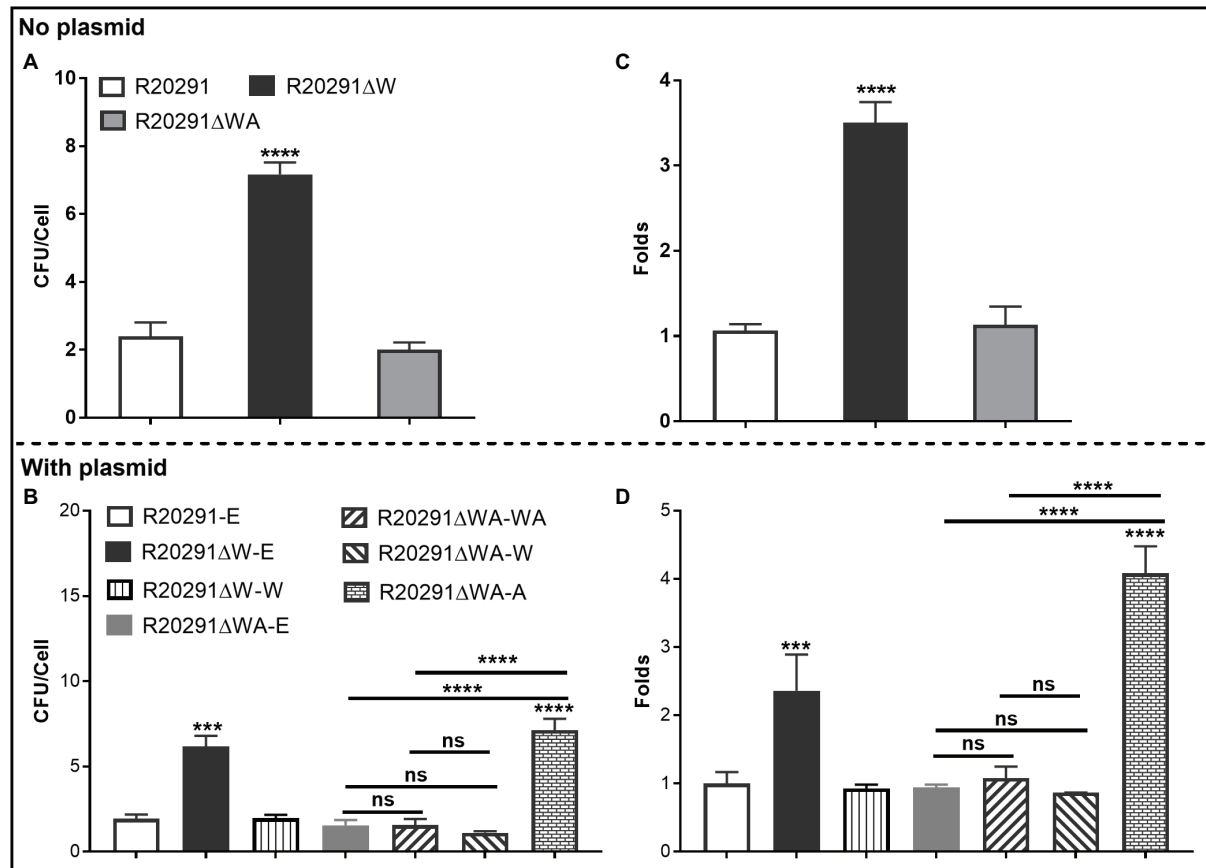 No plasmid
A
10
8
6
4
2
0
CFU/Cell
R20291
R20291ΔW
R20291ΔWA
****
C
4
3
2
1
0
Folds
****
With plasmid
B
20
15
10
5
0
CFU/Cell
R20291-E
R20291ΔW-E
R20291ΔW-W
R20291ΔWA-E
R20291ΔWA-WA
R20291ΔWA-W
R20291ΔWA-A
****
****
****
***
ns
ns
ns
D
5
4
3
2
1
0
Folds
****
****
****
***
ns
ns
ns